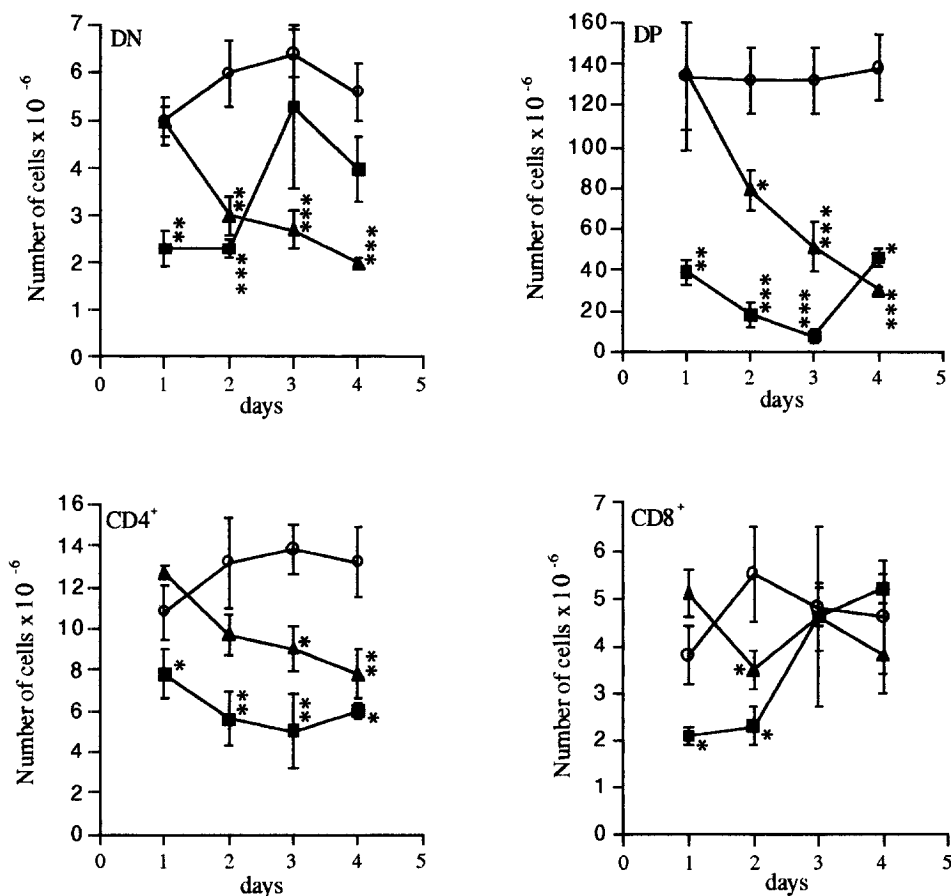 DN
Number of cells x 10 -6
7
6
5
4
3
2
1
0
** *** ** *** ***
0 1 2 3 4 5
days
DP
Number of cells x 10 -6
160
140
120
100
80
60
40
20
0
** * *** *** *** * ***
0 1 2 3 4 5
days
CD4+
Number of cells x 10 -6
16
14
12
10
8
6
4
2
0
* ** * ** ** *
0 1 2 3 4 5
days
CD8+
Number of cells x 10 -6
7
6
5
4
3
2
1
0
* * *
0 1 2 3 4 5
days